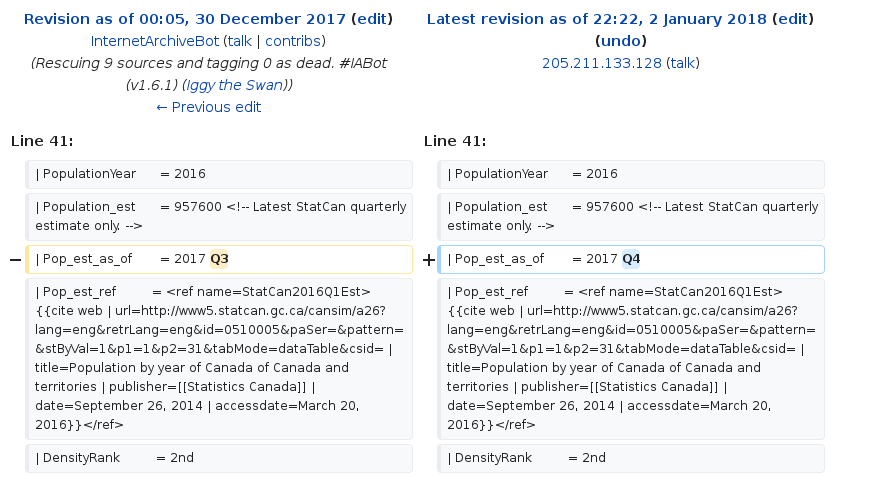 Revision as of 00:05, 30 December 2017 (edit)
InternetArchiveBot (talk | contribs)
(Rescuing 9 sources and tagging 0 as dead. #IABot
(v1.6.1) (Iggy the Swan))
← Previous edit
Latest revision as of 22:22, 2 January 2018 (edit)
(undo)
205.211.133.128 (talk)
Line 41:
Line 41:
| PopulationYear = 2016
| PopulationYear = 2016
| Population_est = 957600 <!-- Latest StatCan quarterly
estimate only. -->
| Population_est = 957600 <!-- Latest StatCan quarterly
estimate only. -->
− | Pop_est_as_of = 2017 Q3
+ | Pop_est_as_of = 2017 Q4
| Pop_est_ref = <ref name=StatCan2016Q1Est>
{{cite web | url=http://www5.statcan.gc.ca/cansim/a26?
lang=eng&retrLang=eng&id=0510005&paSer=&pattern=
&stByVal=1&p1=1&p2=31&tabMode=dataTable&csid= |
title=Population by year of Canada of Canada and
territories | publisher=[[Statistics Canada]] |
date=September 26, 2014 | accessdate=March 20,
2016}}</ref>
| Pop_est_ref = <ref name=StatCan2016Q1Est>
{{cite web | url=http://www5.statcan.gc.ca/cansim/a26?
lang=eng&retrLang=eng&id=0510005&paSer=&pattern=
&stByVal=1&p1=1&p2=31&tabMode=dataTable&csid= |
title=Population by year of Canada of Canada and
territories | publisher=[[Statistics Canada]] |
date=September 26, 2014 | accessdate=March 20,
2016}}</ref>
| DensityRank = 2nd
| DensityRank = 2nd